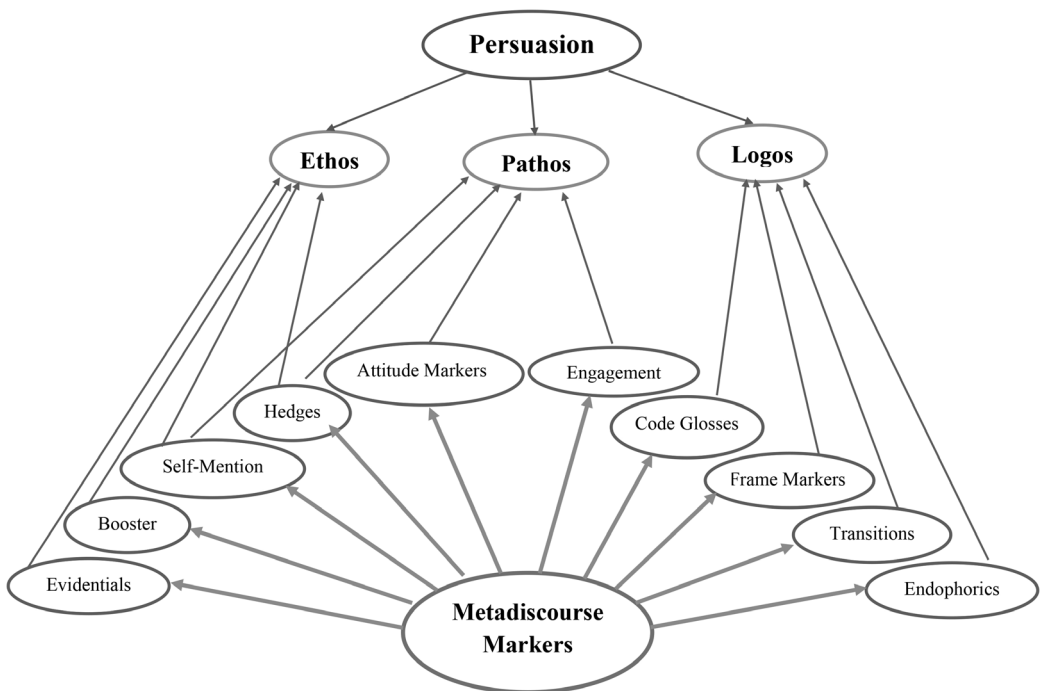 Persuasion
Ethos
Pathos
Logos
Attitude Markers
Engagement
Hedges
Code Glosses
Self-Mention
Frame Markers
Booster
Transitions
Evidentials
Endophorics
Metadiscourse
Markers